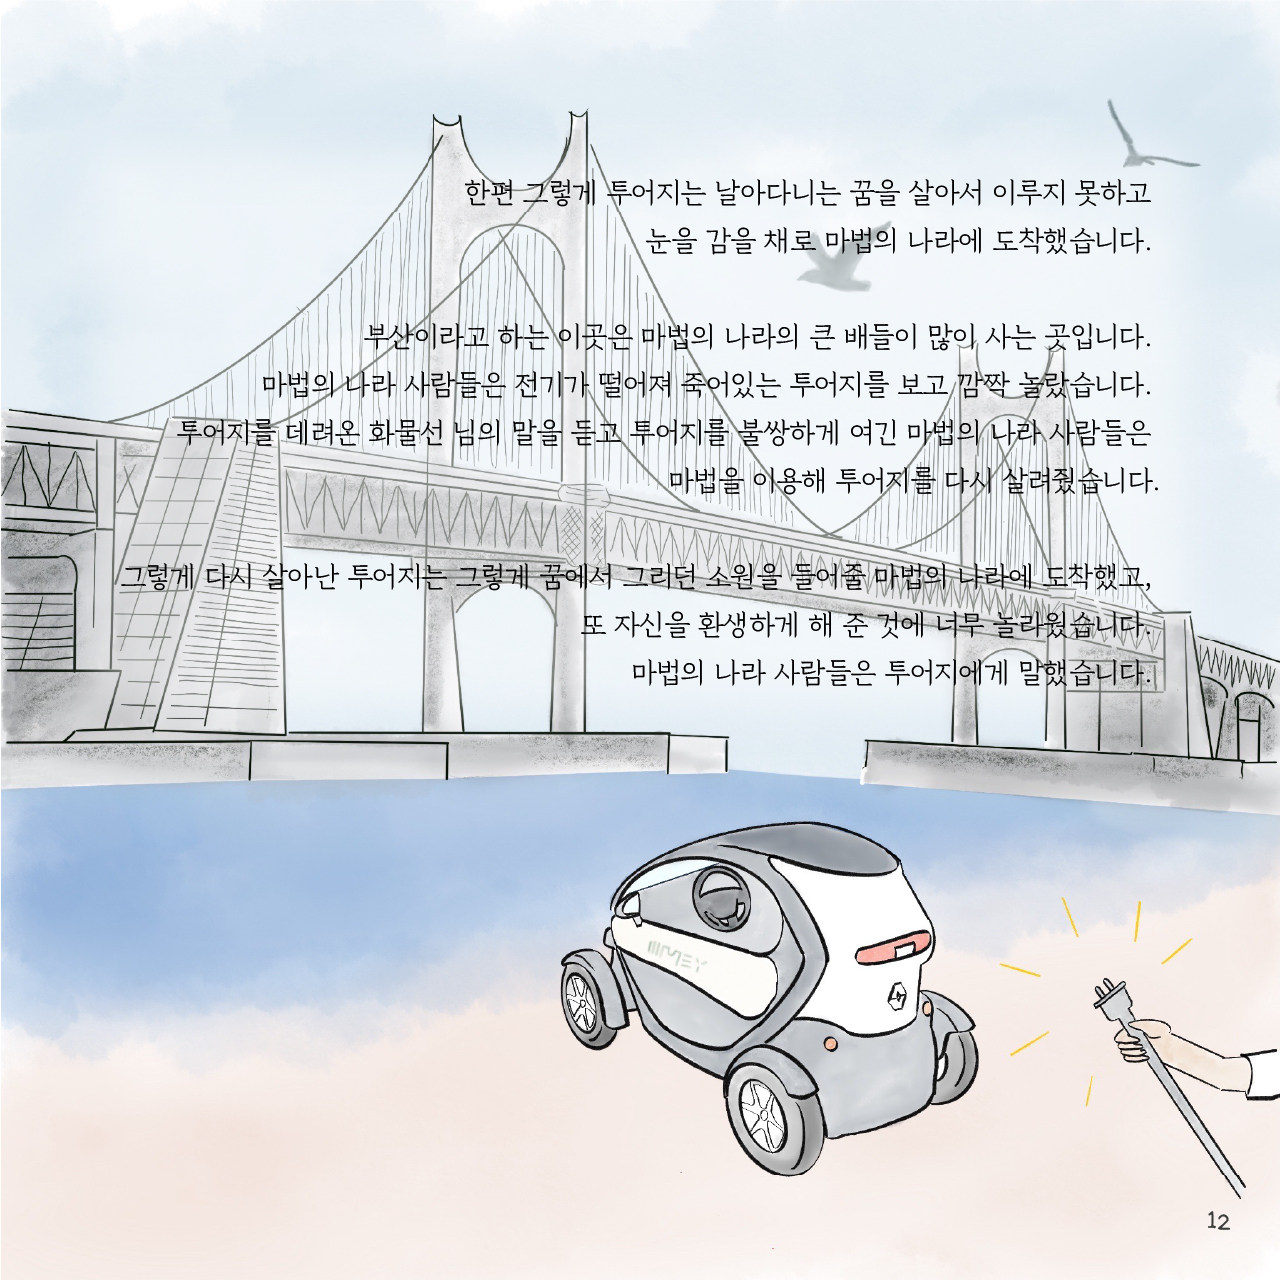 한편 그렇게 투어지는 날아다니는 꿈을 살아서 이루지 못하고
눈을 감을 채로 마법의 나라에 도착했습니다.
부산이라고 하는 이곳은 마법의 나라의 큰 배들이 많이 사는 곳입니다.
마법의 나라 사람들은 전기가 떨어져 죽어있는 투어지를 보고 깜짝 놀랐습니다.
투어지를 데려온 화물선 님의 말을 듣고 투어지를 불쌍하게 여긴 마법의 나라 사람들은
마법을 이용해 투어지를 다시 살려줬습니다.
그렇게 다시 살아난 투어지는 그렇게 꿈에서 그리던 소원을 들어줄 마법의 나라에 도착했고,
또 자신을 환생하게 해 준 것에 너무 놀라웠습니다.
마법의 나라 사람들은 투어지에게 말했습니다.
12